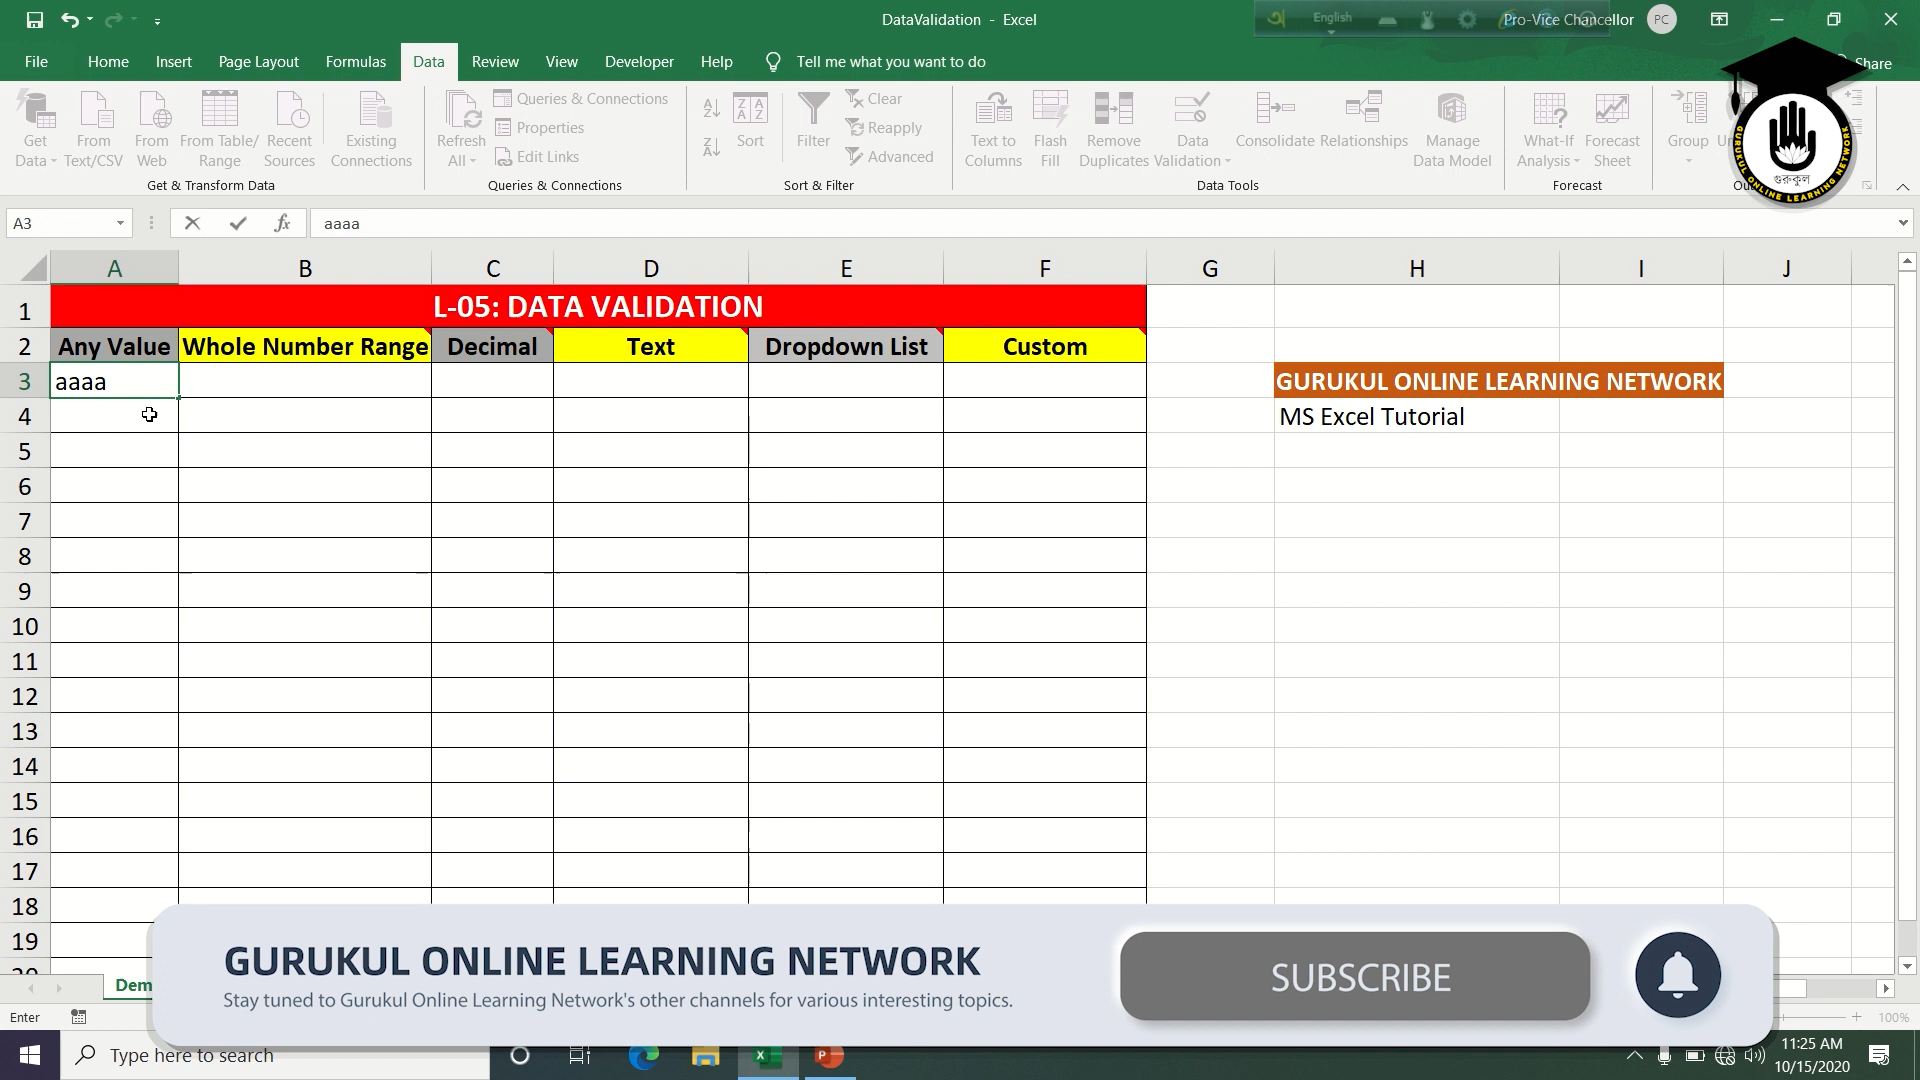 DataValidation - Excel
English
Pro-Vice Chancellor PC
File Home Insert Page Layout Formulas Data Review View Developer Help Tell me what you want to do Share
Queries & Connections
Properties
Edit Links
Clear
Reapply
Advanced
Get Data
From Text/CSV
From Web
From Table/ Range
Recent Sources
Existing Connections
Refresh All
Sort
Filter
Text to Columns
Flash Fill
Remove Duplicates
Data Validation
Consolidate
Relationships
Manage Data Model
What-If Analysis
Forecast Sheet
Group
Get & Transform Data Queries & Connections Sort & Filter Data Tools Forecast
GURUKUL ONLINE LEARNING NETWORK
গুরুকুল
A3 fx aaaa
A B C D E F G H I J
1 L-05: DATA VALIDATION
2 Any Value Whole Number Range Decimal Text Dropdown List Custom
3 aaaa GURUKUL ONLINE LEARNING NETWORK
4 MS Excel Tutorial
5
6
7
8
9
10
11
12
13
14
15
16
17
18
19
GURUKUL ONLINE LEARNING NETWORK
Stay tuned to Gurukul Online Learning Network's other channels for various interesting topics.
SUBSCRIBE
Dem
Enter
100%
Type here to search
11:25 AM
10/15/2020